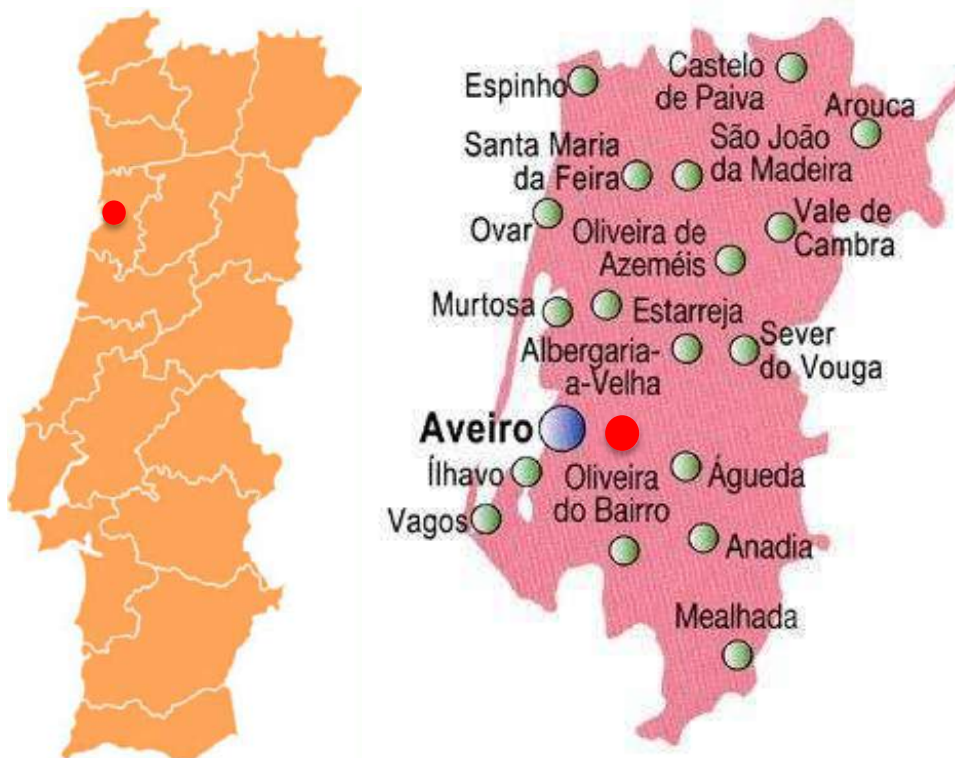 Espinho
Castelo
de Paiva
Arouca
Santa Maria
da Feira
São João
da Madeira
Ovar
Oliveira de
Azeméis
Vale de
Cambra
Murtosa
Estarreja
Albergaria-
a-Velha
Sever
do Vouga
Aveiro
Ílhavo
Oliveira
do Bairro
Águeda
Vagos
Anadia
Mealhada